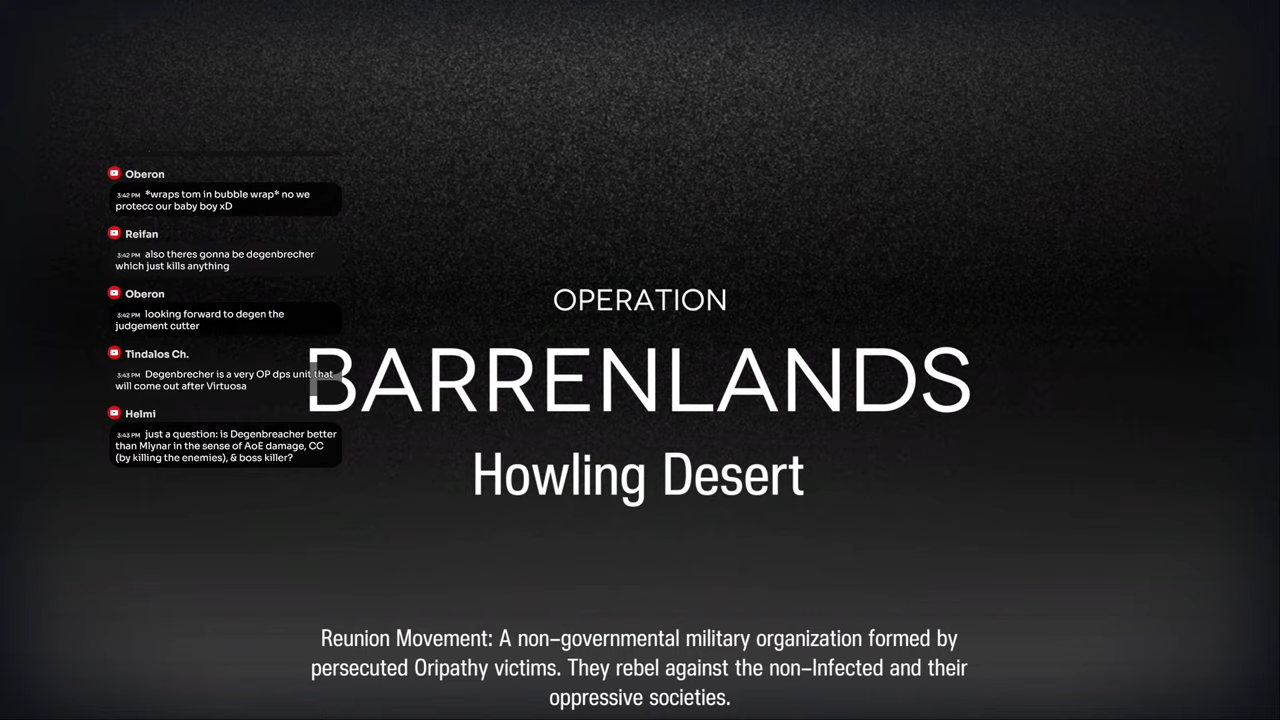 Oberon
3:42 PM *wraps tom in bubble wrap* no we
protecc our baby boy xD
Reifan
3:42 PM also theres gonna be degenbrecher
which just kills anything
Oberon
3:42 PM looking forward to degen the
judgement cutter
Tindalos Ch.
3:43 PM Degenbrecher is a very OP dps unit that
will come out after Virtuosa
Helmi
3:43 PM just a question: is Degenbreacher better
than Mlynar in the sense of AoE damage, CC
(by killing the enemies), & boss killer?
OPERATION
BARRENLANDS
Howling Desert
Reunion Movement: A non-governmental military organization formed by
persecuted Oripathy victims. They rebel against the non-Infected and their
oppressive societies.